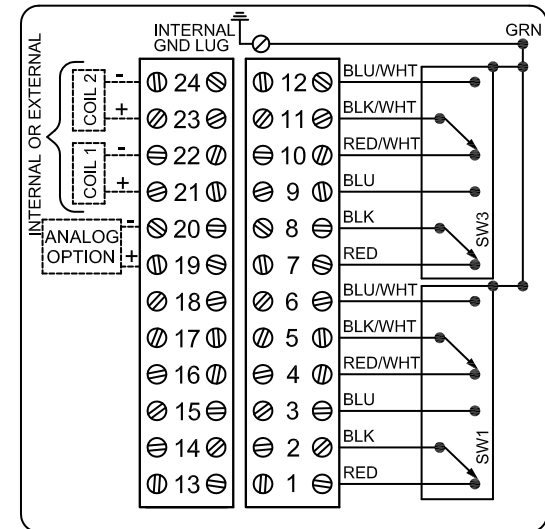 INTERNAL
GND LUG
GRN
INTERNAL OR EXTERNAL
COIL 2
-
+
COIL 1
-
+
ANALOG
OPTION
-
+
24
23
22
21
20
19
18
17
16
15
14
13
12
11
10
9
8
7
6
5
4
3
2
1
BLU/WHT
BLK/WHT
RED/WHT
BLU
BLK
RED
SW3
BLU/WHT
BLK/WHT
RED/WHT
BLU
BLK
RED
SW1